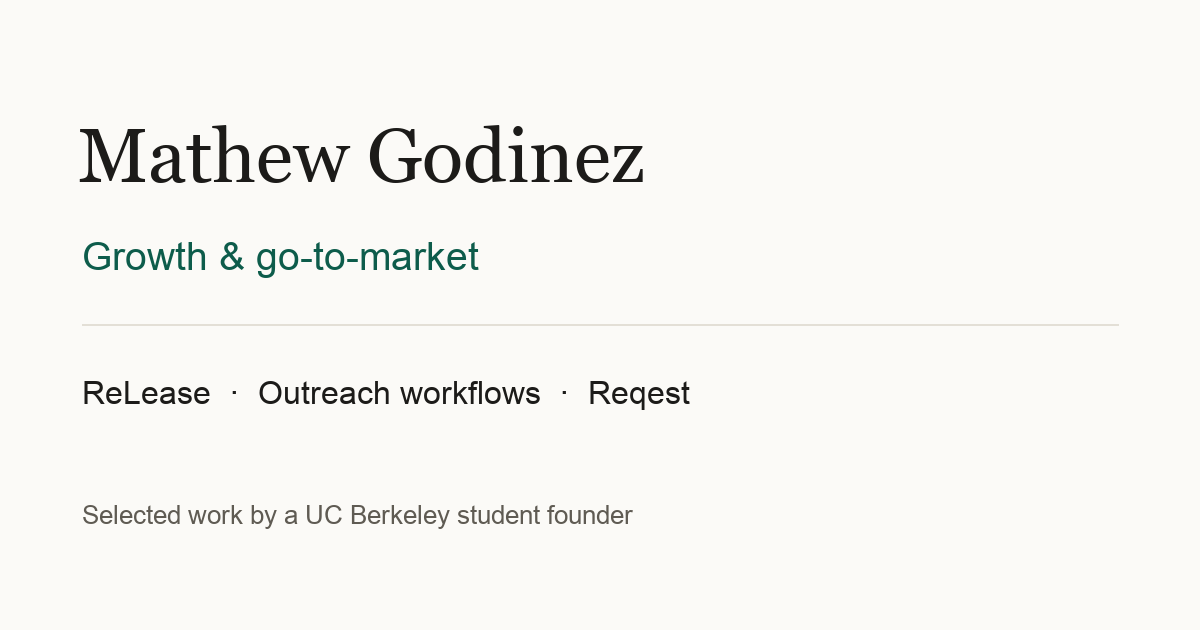 Mathew Godinez
Growth & go-to-market
ReLease · Outreach workflows · Reqest
Selected work by a UC Berkeley student founder